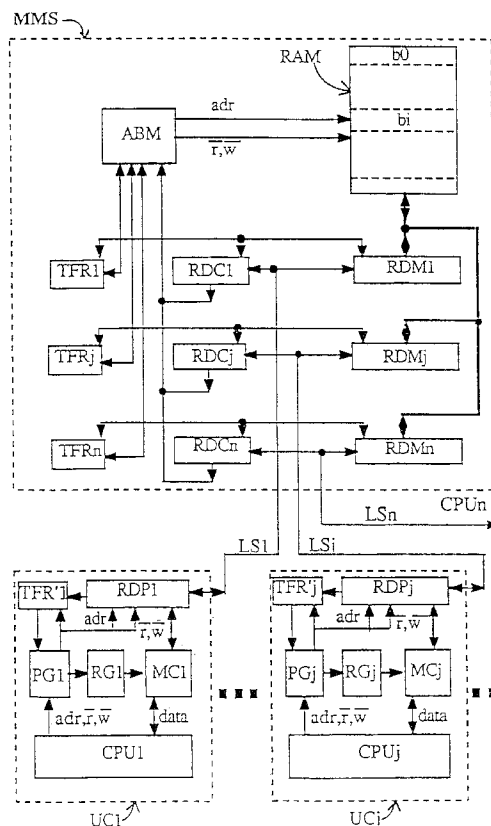 MMS
RAM
b0
adr
bi
ABM
r,w
TFR1
RDC1
RDM1
TFRj
RDCj
RDMj
TFRn
RDCn
RDMn
CPUn
LSn
LS1
LSj
TFR'1
RDP1
TFR'j
RDPj
adr
r,w
adr
r,w
PG1
RG1
MC1
PGj
RGj
MCj
adr,r,w
data
adr,r,w
data
CPU1
CPUj
UC1
UCj